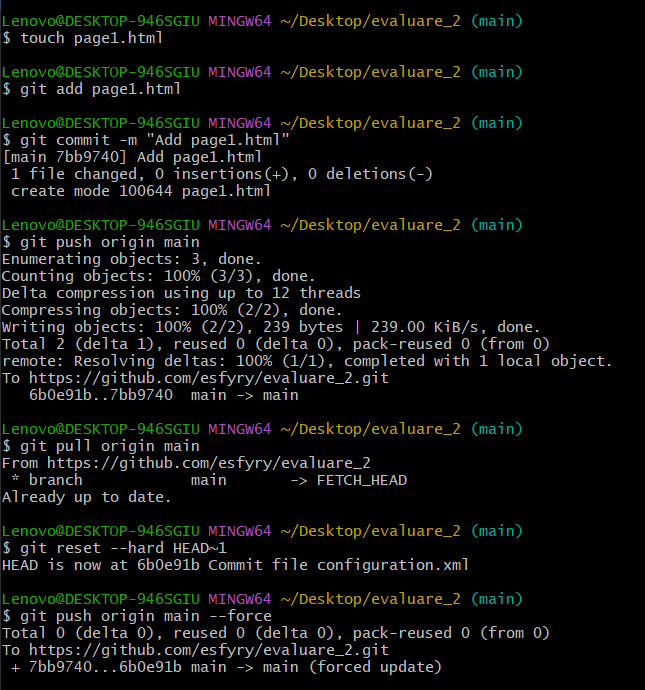 Lenovo@DESKTOP-946SGIU MINGW64 ~/Desktop/evaluare_2 (main)
$ touch page1.html
Lenovo@DESKTOP-946SGIU MINGW64 ~/Desktop/evaluare_2 (main)
$ git add page1.html
Lenovo@DESKTOP-946SGIU MINGW64 ~/Desktop/evaluare_2 (main)
$ git commit -m "Add page1.html"
[main 7bb9740] Add page1.html
 1 file changed, 0 insertions(+), 0 deletions(-)
 create mode 100644 page1.html
Lenovo@DESKTOP-946SGIU MINGW64 ~/Desktop/evaluare_2 (main)
$ git push origin main
Enumerating objects: 3, done.
Counting objects: 100% (3/3), done.
Delta compression using up to 12 threads
Compressing objects: 100% (2/2), done.
Writing objects: 100% (2/2), 239 bytes | 239.00 KiB/s, done.
Total 2 (delta 1), reused 0 (delta 0), pack-reused 0 (from 0)
remote: Resolving deltas: 100% (1/1), completed with 1 local object.
To https://github.com/esfyry/evaluare_2.git
   6b0e91b..7bb9740  main -> main
Lenovo@DESKTOP-946SGIU MINGW64 ~/Desktop/evaluare_2 (main)
$ git pull origin main
From https://github.com/esfyry/evaluare_2
 * branch            main       -> FETCH_HEAD
Already up to date.
Lenovo@DESKTOP-946SGIU MINGW64 ~/Desktop/evaluare_2 (main)
$ git reset --hard HEAD~1
HEAD is now at 6b0e91b Commit file configuration.xml
Lenovo@DESKTOP-946SGIU MINGW64 ~/Desktop/evaluare_2 (main)
$ git push origin main --force
Total 0 (delta 0), reused 0 (delta 0), pack-reused 0 (from 0)
To https://github.com/esfyry/evaluare_2.git
 + 7bb9740...6b0e91b main -> main (forced update)